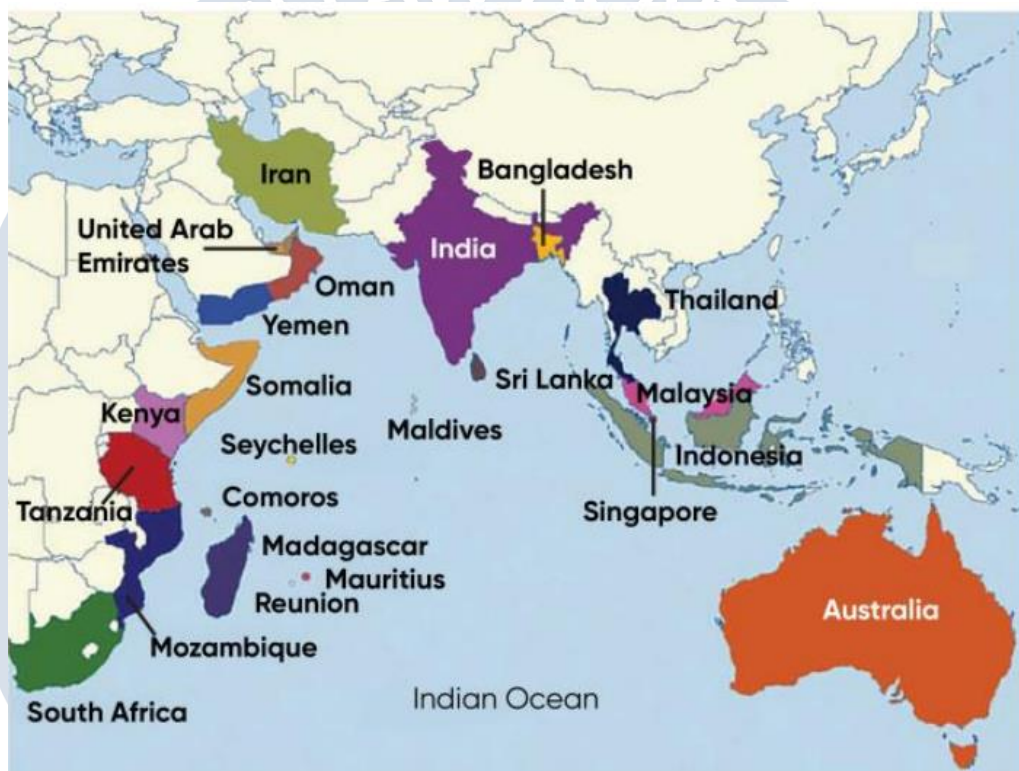 Iran
Bangladesh
United Arab
Emirates
India
Oman
Thailand
Yemen
Sri Lanka
Somalia
Malaysia
Kenya
Maldives
Seychelles
Indonesia
Comoros
Tanzania
Singapore
Madagascar
Mauritius
Reunion
Australia
Mozambique
Indian Ocean
South Africa